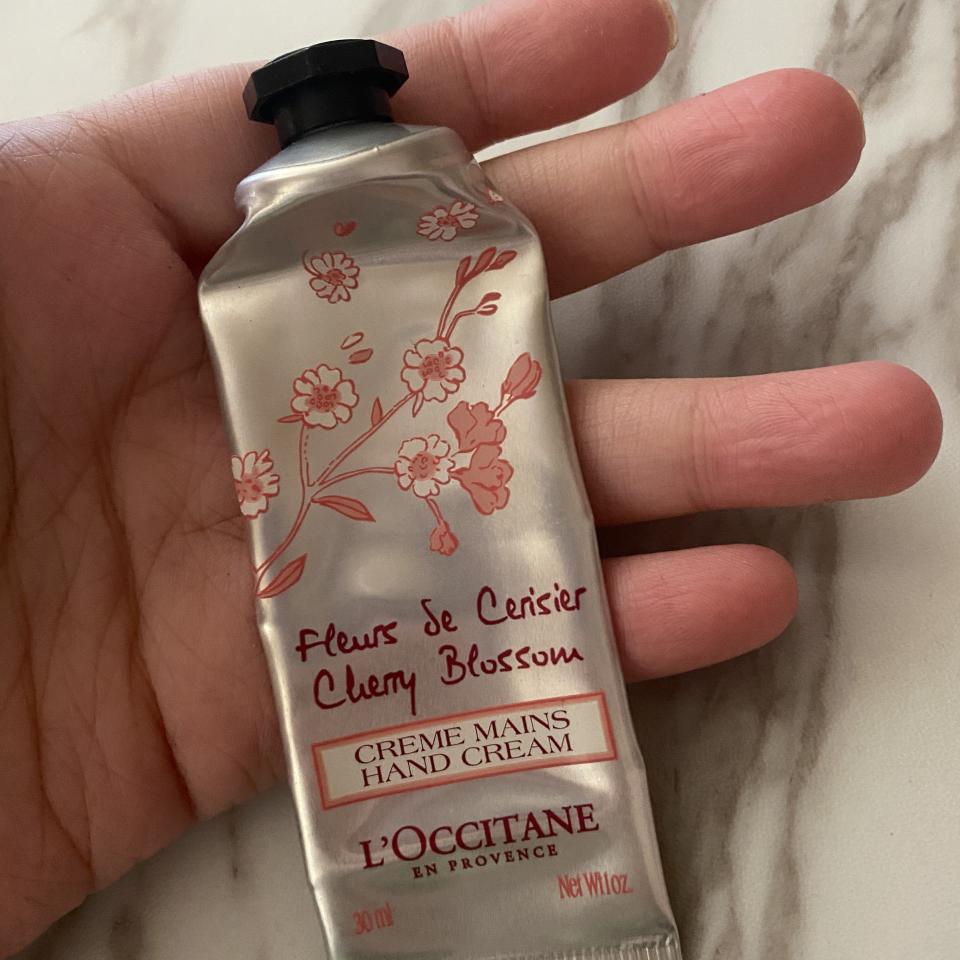 Fleurs de Cerisier
Cherry Blossom
CREME MAINS
HAND CREAM
L'OCCITANE
EN PROVENCE
30 ml
Net Wt 1 oz.